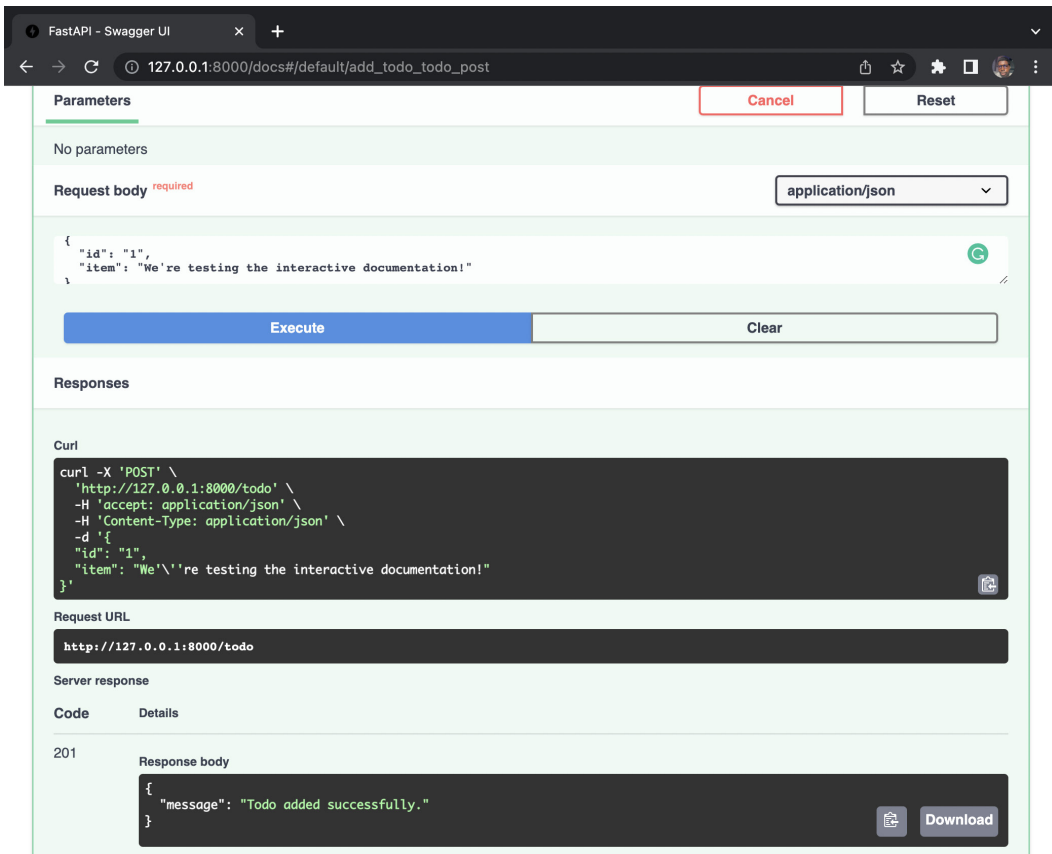 FastAPI - Swagger UI
127.0.0.1:8000/docs#/default/add_todo_todo_post
Parameters
Cancel
Reset
No parameters
Request body required
application/json
{
"id": "1",
"item": "We're testing the interactive documentation!"
}
Execute
Clear
Responses
Curl
curl -X 'POST' \
'http://127.0.0.1:8000/todo' \
-H 'accept: application/json' \
-H 'Content-Type: application/json' \
-d '{
"id": "1",
"item": "We'\''re testing the interactive documentation!"
}'
Request URL
http://127.0.0.1:8000/todo
Server response
Code Details
201
Response body
{
"message": "Todo added successfully."
}
Download